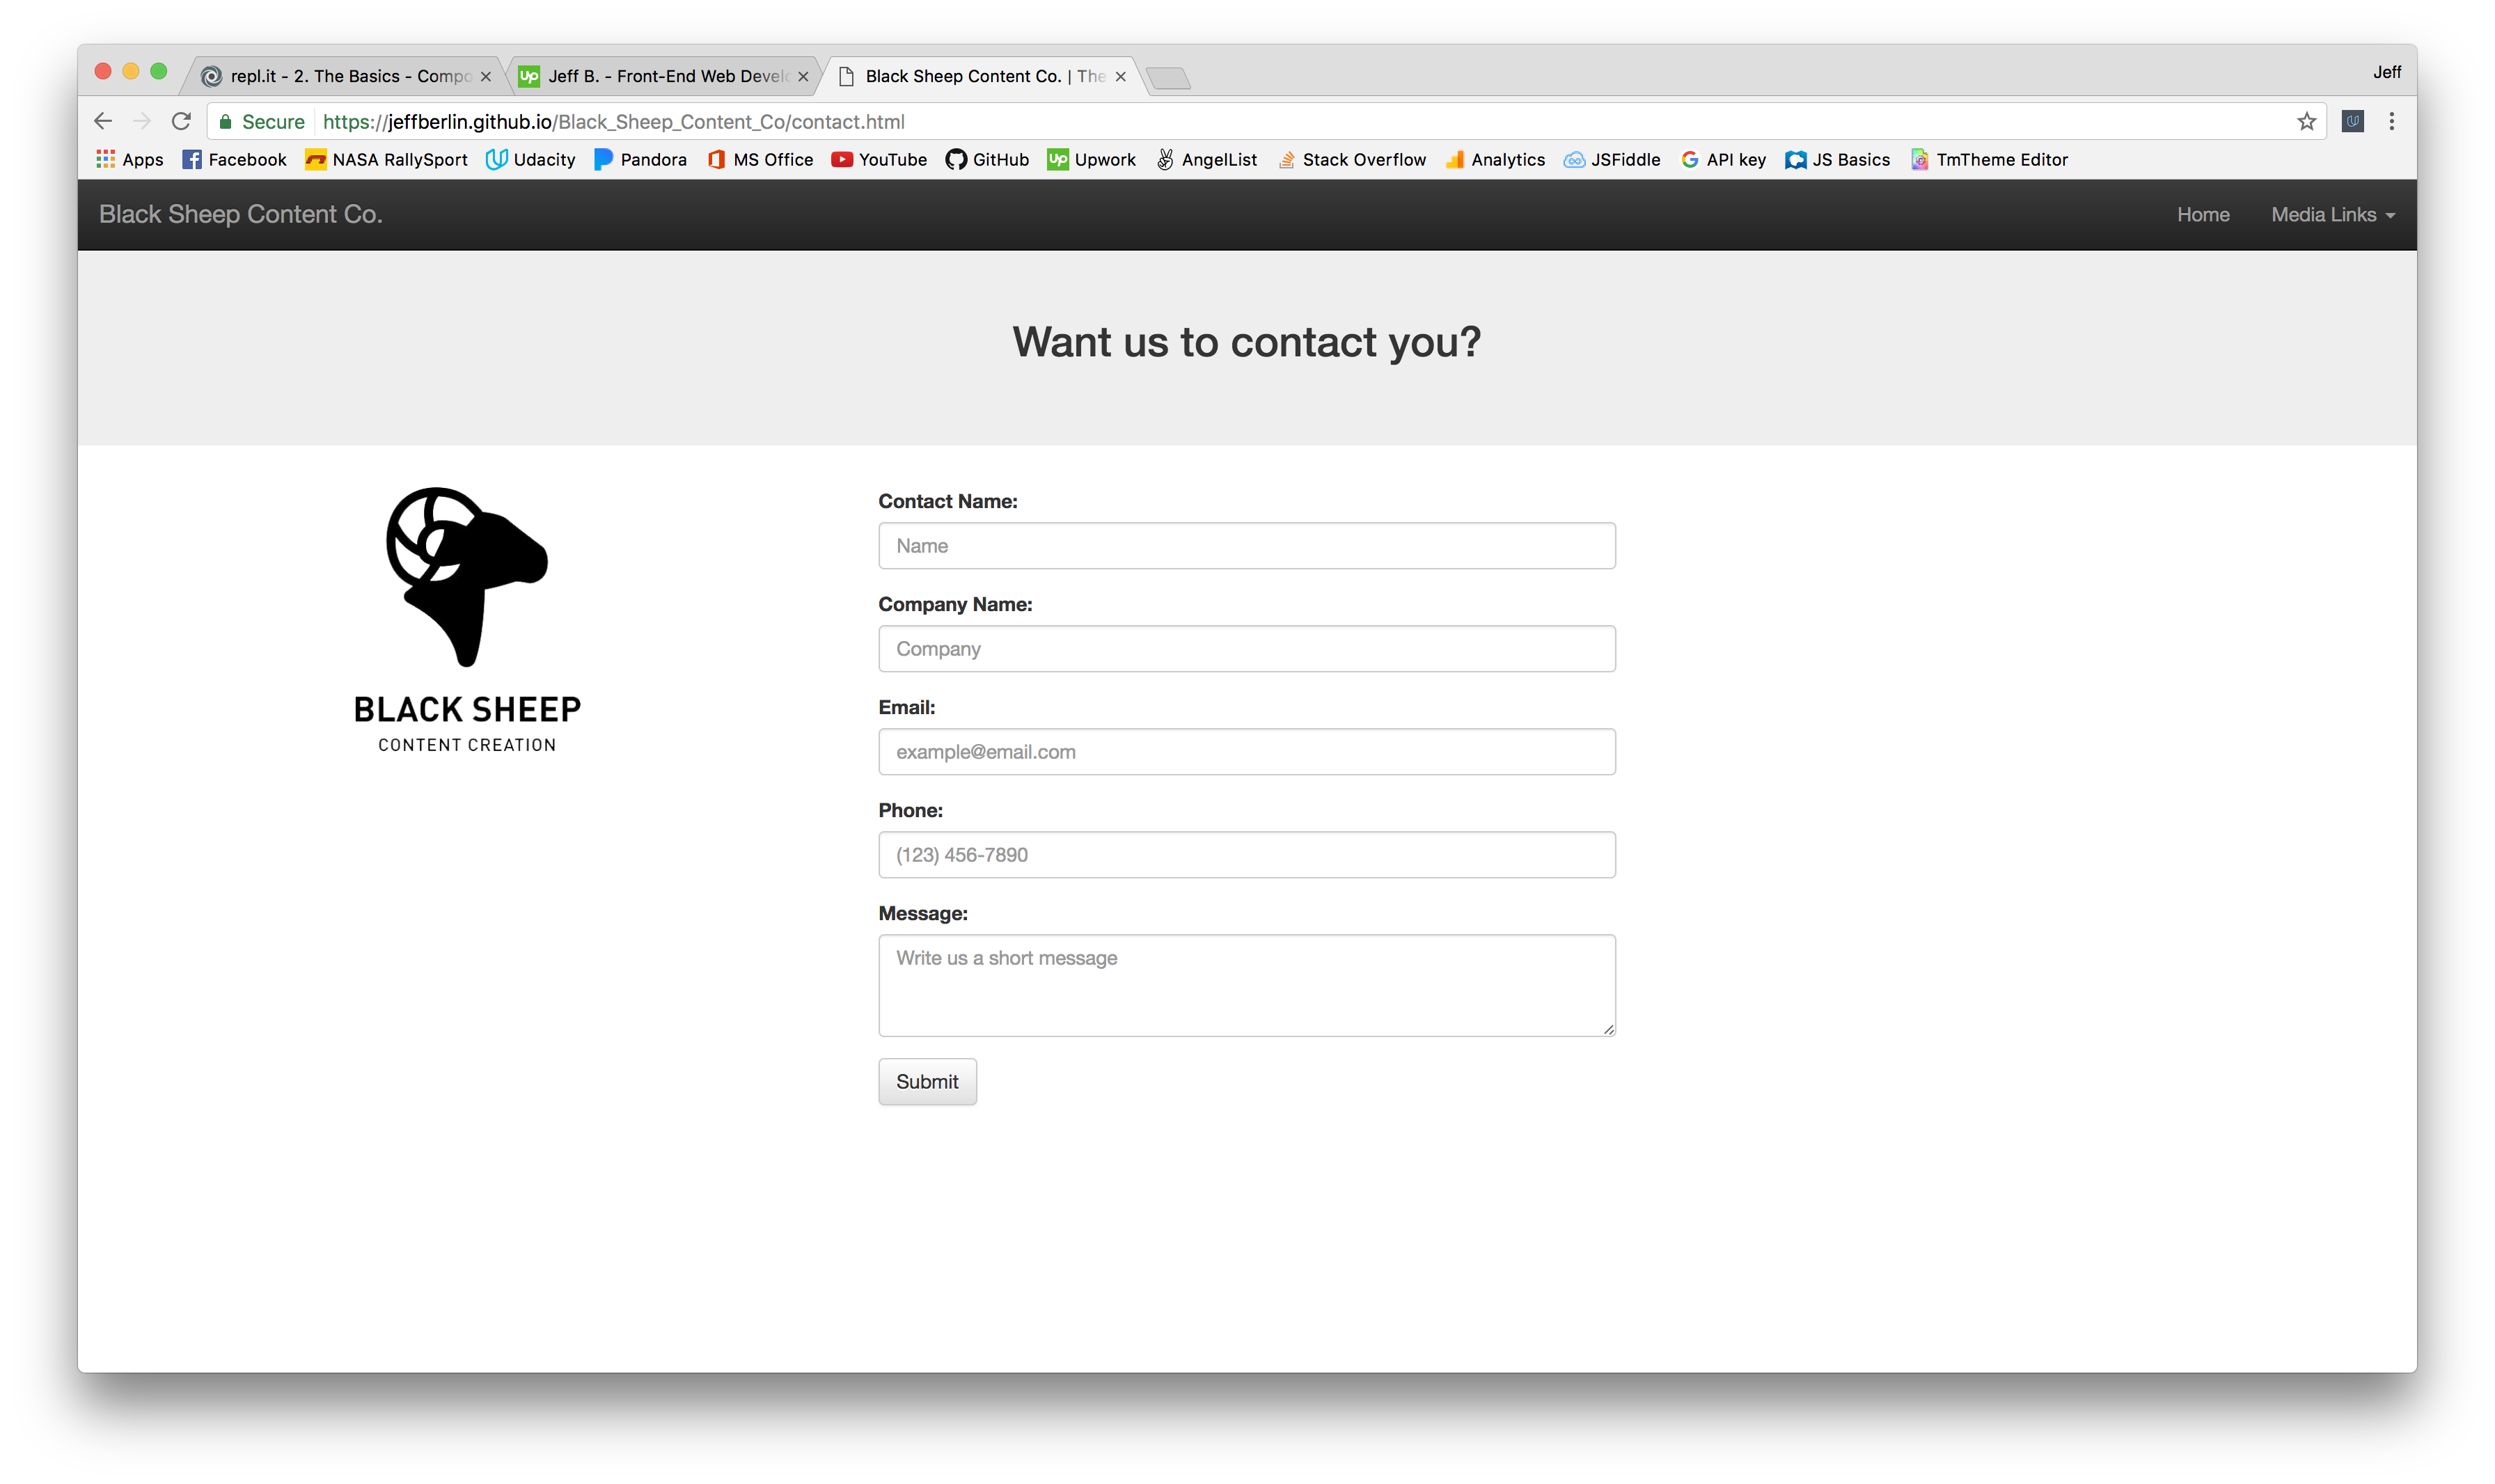 repl.it - 2. The Basics - Compo
Jeff B. - Front-End Web Develo
Black Sheep Content Co. | The
Jeff
Secure https://jeffberlin.github.io/Black_Sheep_Content_Co/contact.html
Apps Facebook NASA RallySport Udacity Pandora MS Office YouTube GitHub Up Upwork AngelList Stack Overflow Analytics JSFiddle API key JS Basics TmTheme Editor
Black Sheep Content Co. Home Media Links
Want us to contact you?
BLACK SHEEP
CONTENT CREATION
Contact Name:
Name
Company Name:
Company
Email:
example@email.com
Phone:
(123) 456-7890
Message:
Write us a short message
Submit